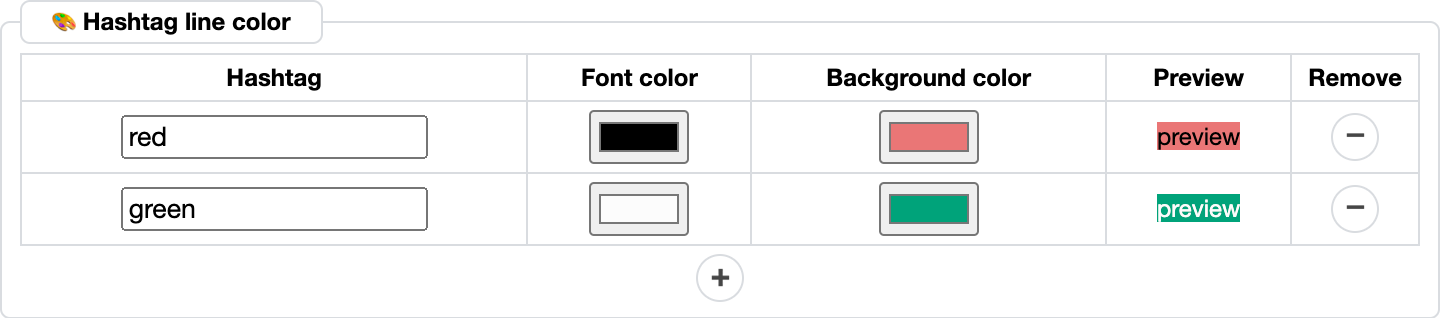 🎨 Hashtag line color
Hashtag Font color Background color Preview Remove
red preview −
green preview −
+